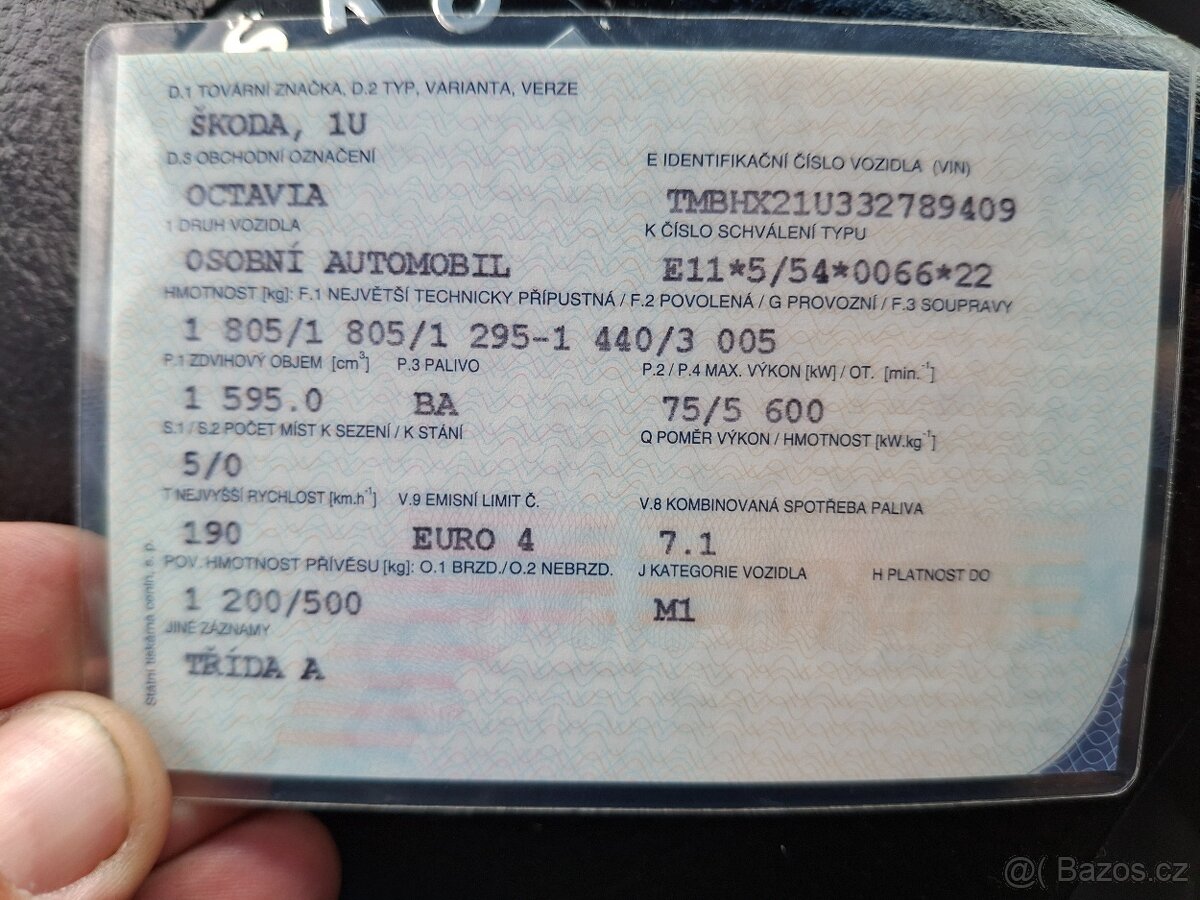 ŠKO
D.1 TOVÁRNÍ ZNAČKA, D.2 TYP, VARIANTA, VERZE
ŠKODA, 1U
D.3 OBCHODNÍ OZNAČENÍ
E IDENTIFIKAČNÍ ČÍSLO VOZIDLA (VIN)
OCTAVIA
TMBHX21U332789409
1 DRUH VOZIDLA
K ČÍSLO SCHVÁLENÍ TYPU
OSOBNÍ AUTOMOBIL
E11*5/54*0066*22
HMOTNOST [kg]: F.1 NEJVĚTŠÍ TECHNICKY PŘÍPUSTNÁ / F.2 POVOLENÁ / G PROVOZNÍ / F.3 SOUPRAVY
1 805/1 805/1 295-1 440/3 005
P.1 ZDVIHOVÝ OBJEM [cm³] P.3 PALIVO
P.2 / P.4 MAX. VÝKON [kW] / OT. [min.⁻¹]
1 595.0 BA
75/5 600
S.1 / S.2 POČET MÍST K SEZENÍ / K STÁNÍ
Q POMĚR VÝKON / HMOTNOST [kW.kg⁻¹]
5/0
T NEJVYŠŠÍ RYCHLOST [km.h⁻¹] V.9 EMISNÍ LIMIT Č.
V.8 KOMBINOVANÁ SPOTŘEBA PALIVA
190 EURO 4
7.1
POV. HMOTNOST PŘÍVĚSU [kg]: O.1 BRZD./O.2 NEBRZD.
J KATEGORIE VOZIDLA H PLATNOST DO
1 200/500
M1
JINÉ ZÁZNAMY
TŘÍDA A
Státní tiskárna cenin, s. p.
@( Bazos.cz